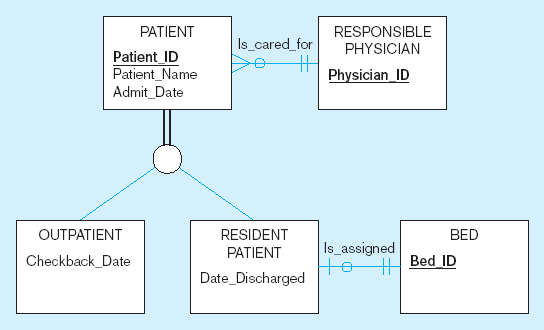 PATIENT
Patient_ID
Patient_Name
Admit_Date
Is_cared_for
RESPONSIBLE
PHYSICIAN
Physician_ID
OUTPATIENT
Checkback_Date
RESIDENT
PATIENT
Date_Discharged
Is_assigned
BED
Bed_ID